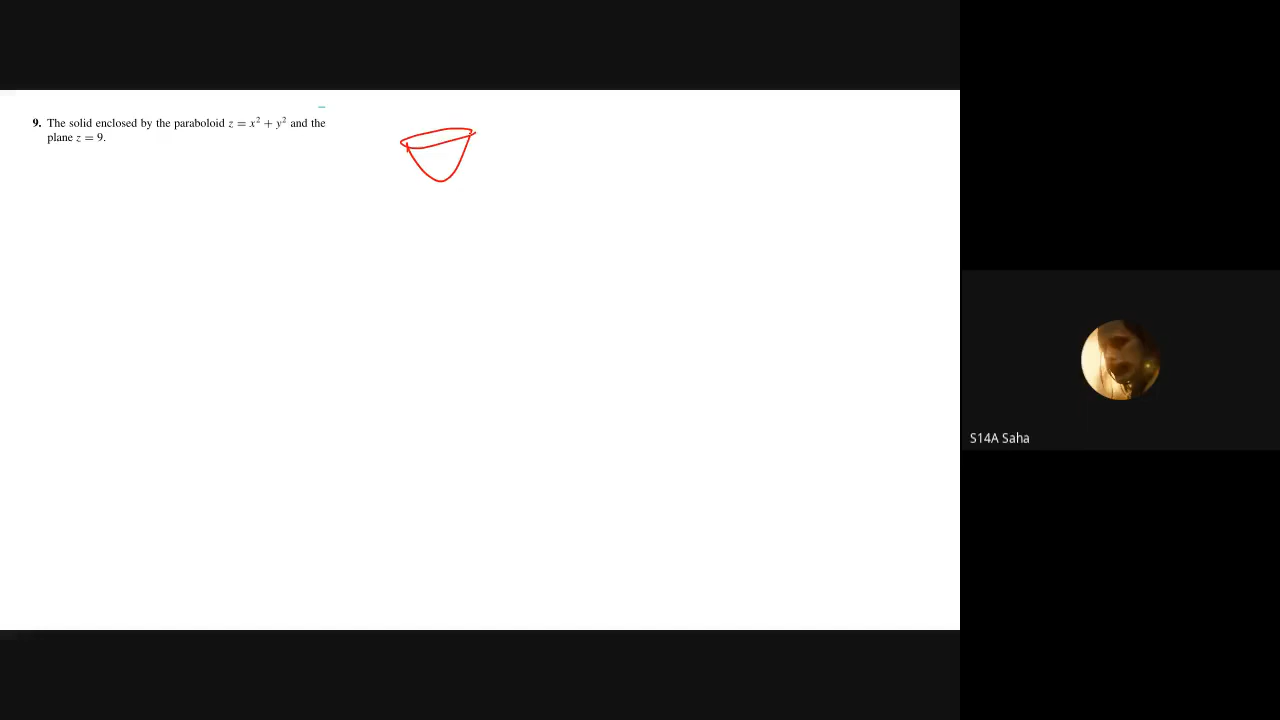 9. The solid enclosed by the paraboloid z = x² + y² and the
plane z = 9.
S14A Saha